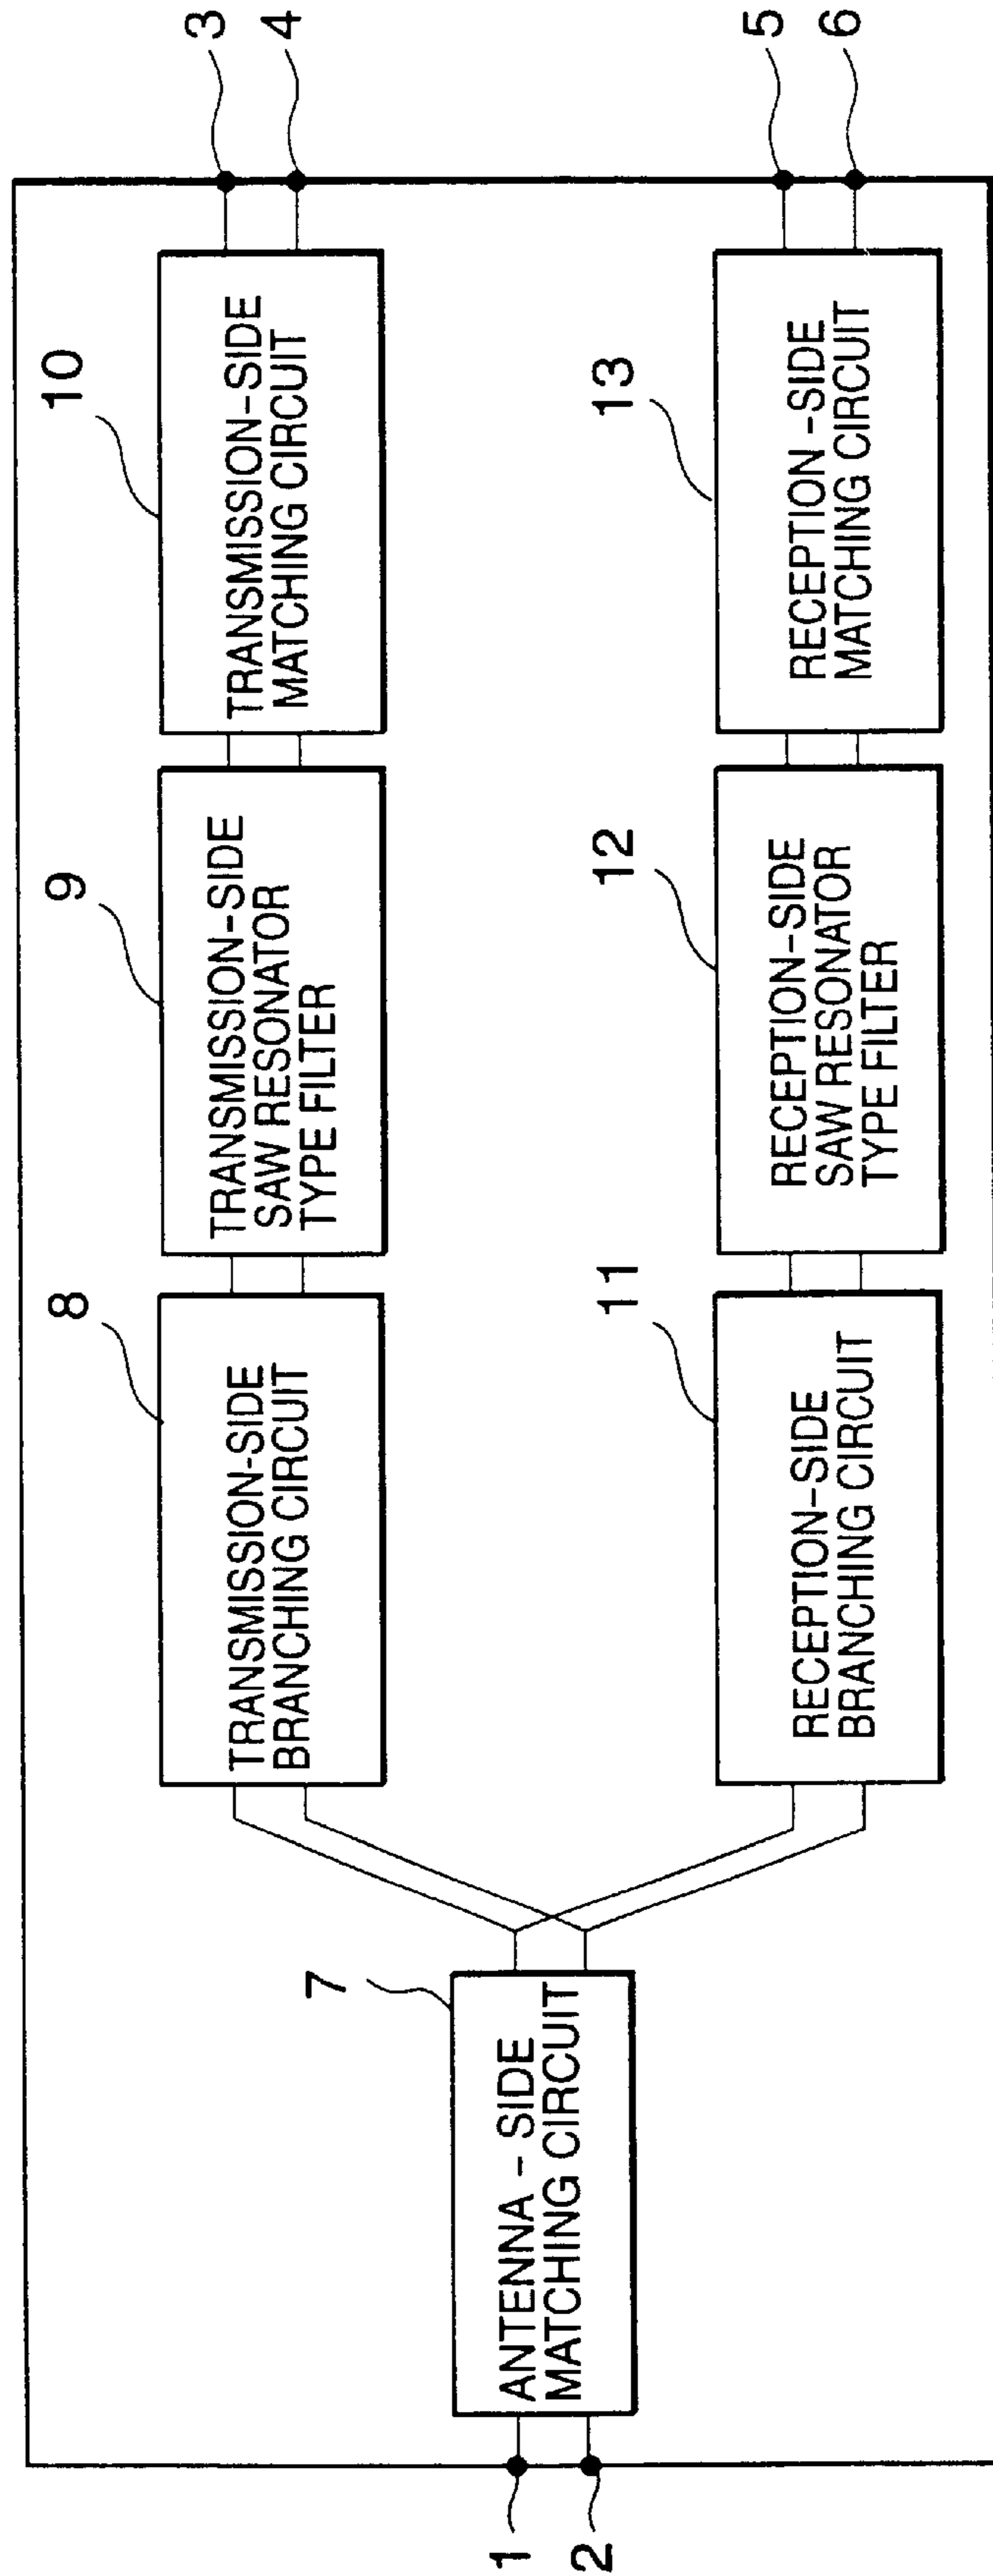 1
2
7
ANTENNA - SIDE
MATCHING CIRCUIT
8
TRANSMISSION-SIDE
BRANCHING CIRCUIT
9
TRANSMISSION-SIDE
SAW RESONATOR
TYPE FILTER
10
TRANSMISSION-SIDE
MATCHING CIRCUIT
3
4
11
RECEPTION-SIDE
BRANCHING CIRCUIT
12
RECEPTION-SIDE
SAW RESONATOR
TYPE FILTER
13
RECEPTION -SIDE
MATCHING CIRCUIT
5
6